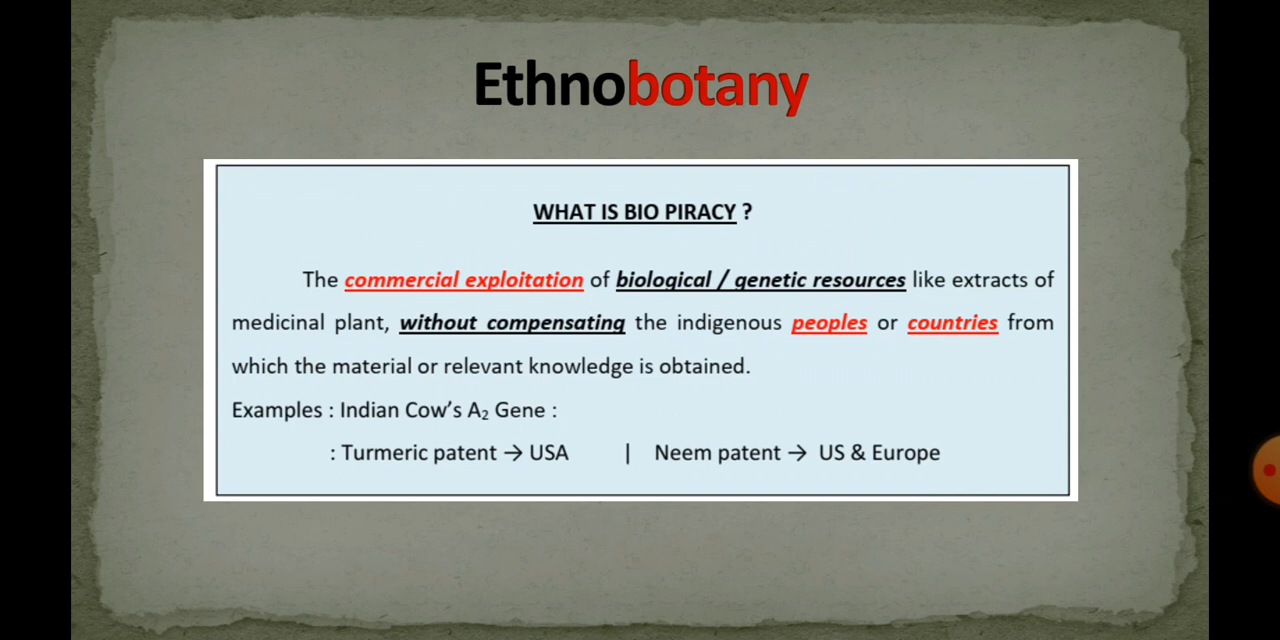 Ethnobotany
WHAT IS BIO PIRACY ?
The commercial exploitation of biological / genetic resources like extracts of
medicinal plant, without compensating the indigenous peoples or countries from
which the material or relevant knowledge is obtained.
Examples : Indian Cow's A₂ Gene :
: Turmeric patent → USA | Neem patent → US & Europe